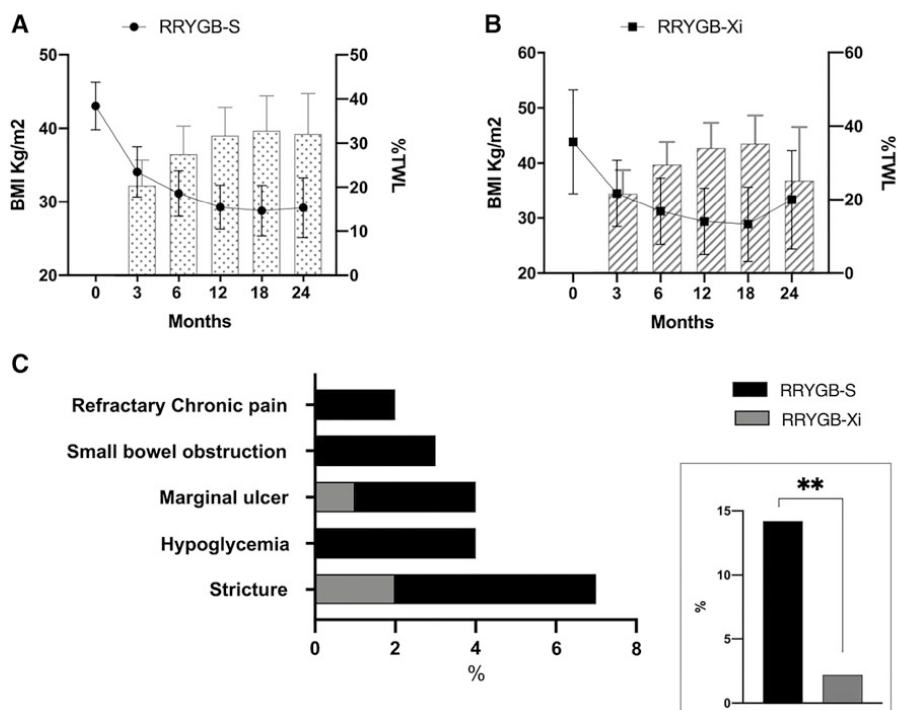 A
RRYGB-S
50
40
30
20
BMI Kg/m2
50
40
30
20
10
0
%TWL
0 3 6 12 18 24
Months
B
RRYGB-Xi
60
50
40
30
20
BMI Kg/m2
60
40
20
0
%TWL
0 3 6 12 18 24
Months
C
Refractary Chronic pain
Small bowel obstruction
Marginal ulcer
Hypoglycemia
Stricture
0 2 4 6 8
%
RRYGB-S
RRYGB-Xi
**
15
10
5
0
%